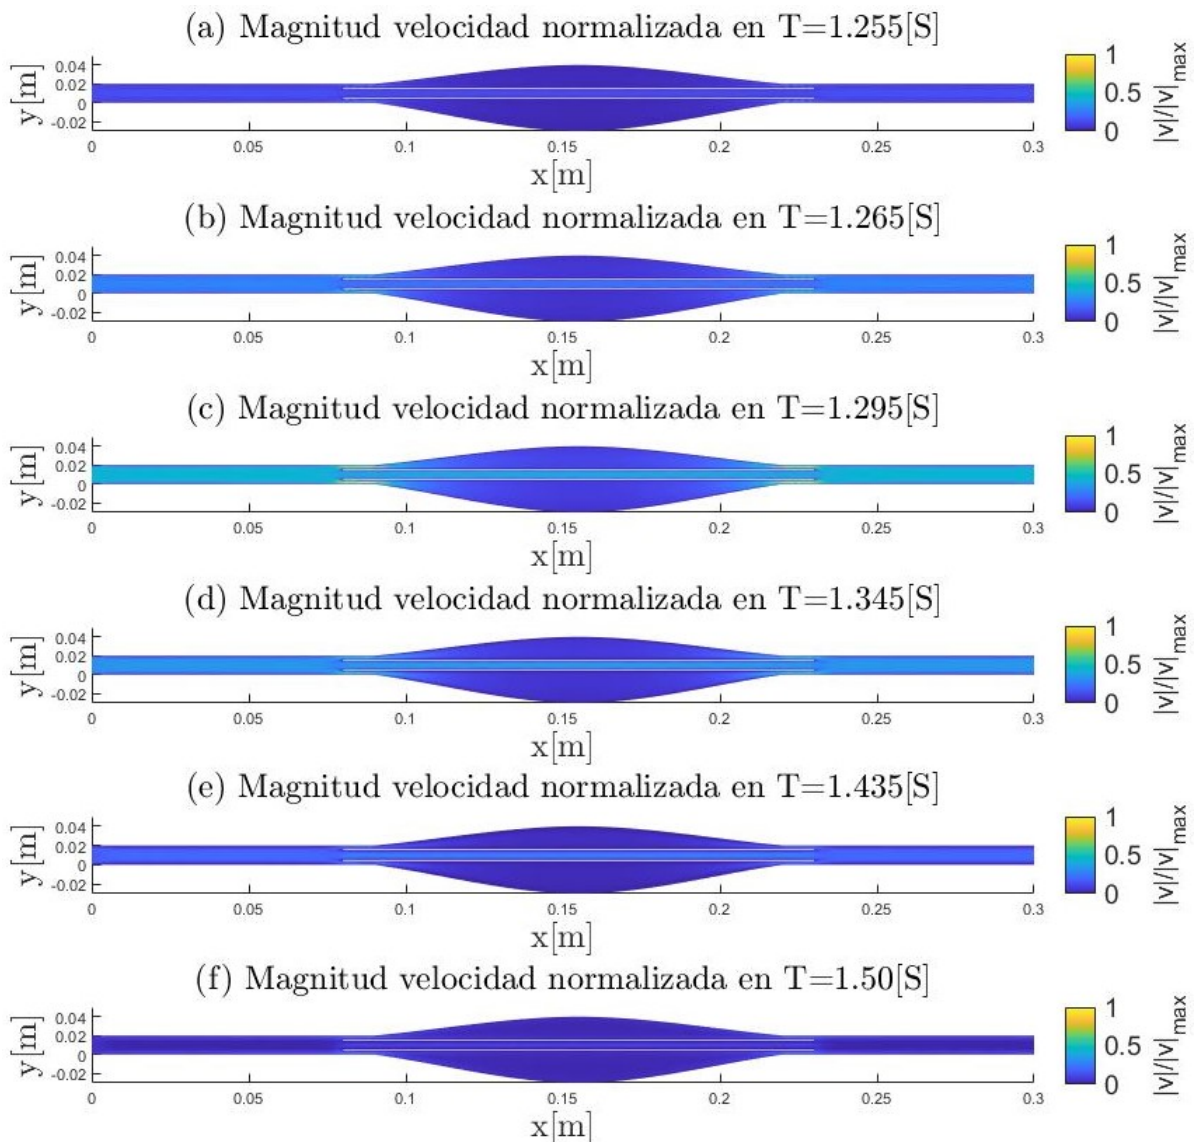 (a) Magnitud velocidad normalizada en T=1.255[S]
y[m]
0.04
0.02
0
-0.02
0 0.05 0.1 0.15 0.2 0.25 0.3
x[m]
1
0.5
0
|v|/|v|max
(b) Magnitud velocidad normalizada en T=1.265[S]
y[m]
0.04
0.02
0
-0.02
0 0.05 0.1 0.15 0.2 0.25 0.3
x[m]
1
0.5
0
|v|/|v|max
(c) Magnitud velocidad normalizada en T=1.295[S]
y[m]
0.04
0.02
0
-0.02
0 0.05 0.1 0.15 0.2 0.25 0.3
x[m]
1
0.5
0
|v|/|v|max
(d) Magnitud velocidad normalizada en T=1.345[S]
y[m]
0.04
0.02
0
-0.02
0 0.05 0.1 0.15 0.2 0.25 0.3
x[m]
1
0.5
0
|v|/|v|max
(e) Magnitud velocidad normalizada en T=1.435[S]
y[m]
0.04
0.02
0
-0.02
0 0.05 0.1 0.15 0.2 0.25 0.3
x[m]
1
0.5
0
|v|/|v|max
(f) Magnitud velocidad normalizada en T=1.50[S]
y[m]
0.04
0.02
0
-0.02
0 0.05 0.1 0.15 0.2 0.25 0.3
x[m]
1
0.5
0
|v|/|v|max